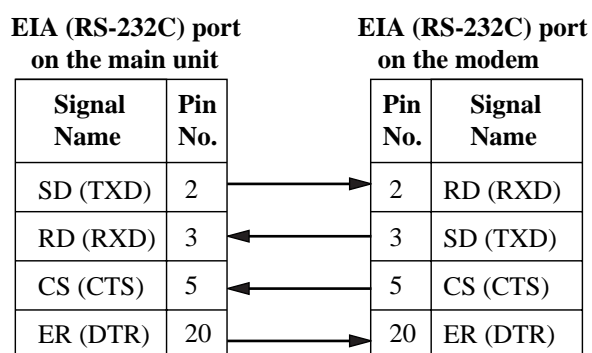 EIA (RS-232C) port
on the main unit
EIA (RS-232C) port
on the modem
Signal Name Pin No. Pin No. Signal Name
SD (TXD) 2 2 RD (RXD)
RD (RXD) 3 3 SD (TXD)
CS (CTS) 5 5 CS (CTS)
ER (DTR) 20 20 ER (DTR)